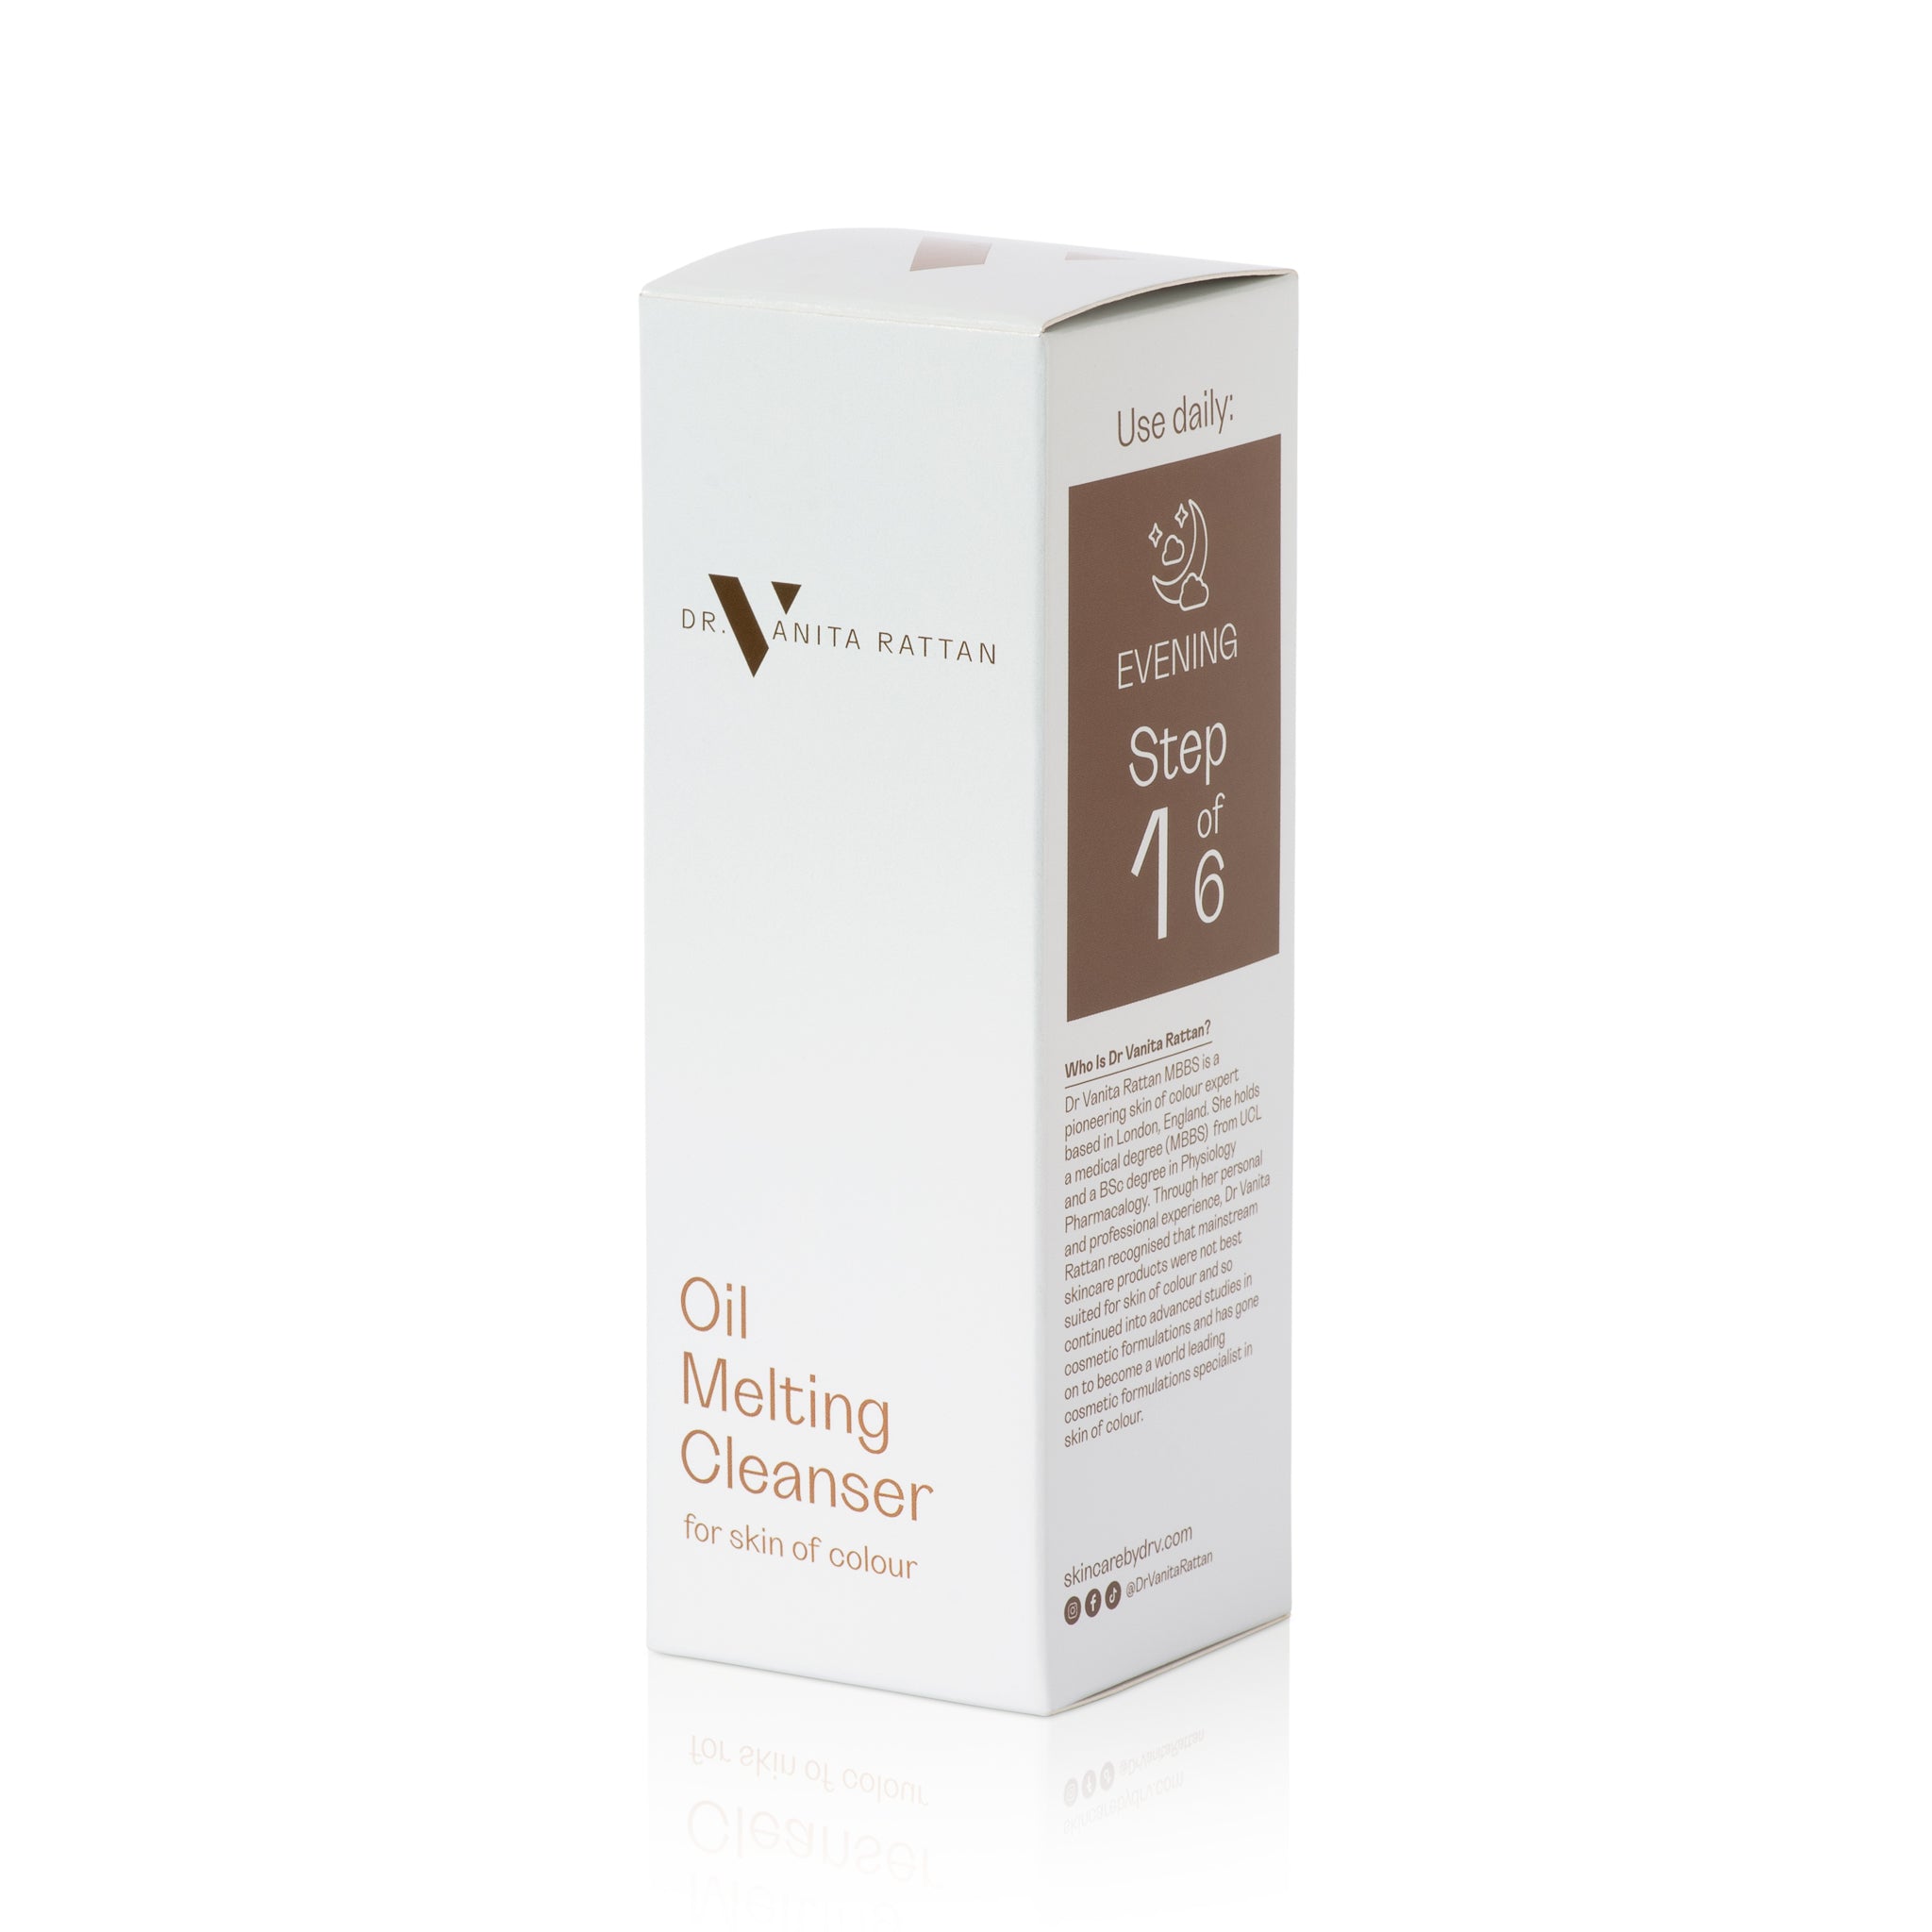 DR. VANITA RATTAN
Oil
Melting
Cleanser
for skin of colour
Use daily:
EVENING
Step
1 of 6
Who Is Dr Vanita Rattan?
Dr Vanita Rattan MBBS is a
pioneering skin of colour expert
based in London, England. She holds
a medical degree (MBBS) from UCL
and a BSc degree in Physiology
Pharmacalogy. Through her personal
and professional experience, Dr Vanita
Rattan recognised that mainstream
skincare products were not best
suited for skin of colour and so
continued into advanced studies in
cosmetic formulations and has gone
on to become a world leading
cosmetic formulations specialist in
skin of colour.
skincarebydrv.com
@DrVanitaRattan